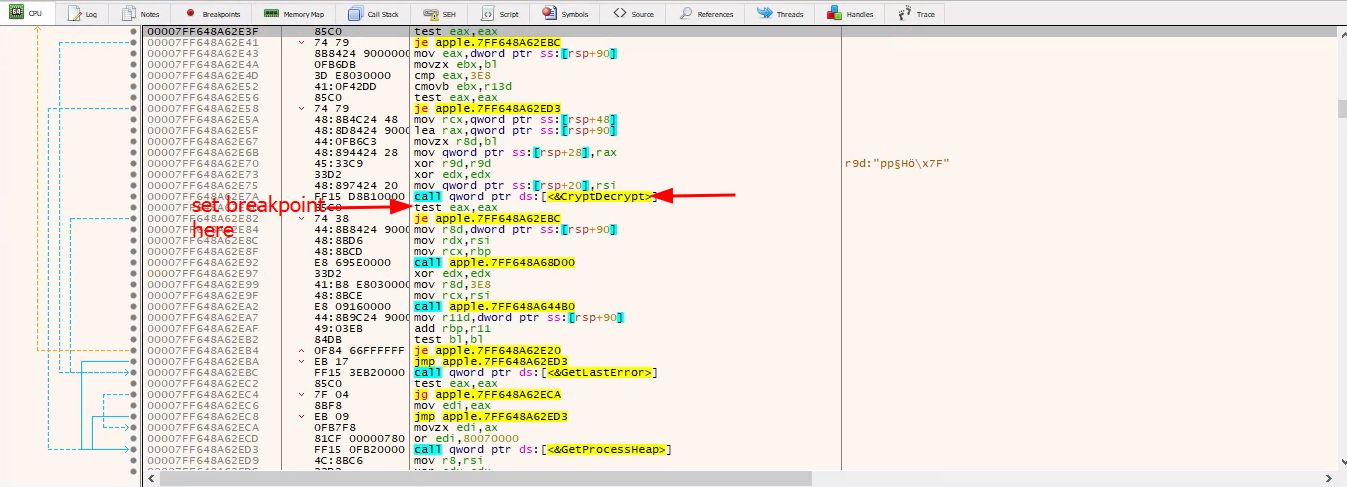 CPU Log Notes Breakpoints Memory Map Call Stack SEH Script Symbols Source References Threads Handles Trace
00007FF648A62E3F 85C0 test eax,eax
00007FF648A62E41 74 79 je apple.7FF648A62EBC
00007FF648A62E43 8B8424 9000000 mov eax,dword ptr ss:[rsp+90]
00007FF648A62E4A 0FB6DB movzx ebx,bl
00007FF648A62E4D 3D E8030000 cmp eax,3E8
00007FF648A62E52 41:0F42DD cmovb ebx,r13d
00007FF648A62E56 85C0 test eax,eax
00007FF648A62E58 74 79 je apple.7FF648A62ED3
00007FF648A62E5A 48:8B4C24 48 mov rcx,qword ptr ss:[rsp+48]
00007FF648A62E5F 48:8D8424 9000 lea rax,qword ptr ss:[rsp+90]
00007FF648A62E67 44:0FB6C3 movzx r8d,bl
00007FF648A62E6B 48:894424 28 mov qword ptr ss:[rsp+28],rax
00007FF648A62E70 45:33C9 xor r9d,r9d r9d:"pp§Hö\x7F"
00007FF648A62E73 33D2 xor edx,edx
00007FF648A62E75 48:897424 20 mov qword ptr ss:[rsp+20],rsi
00007FF648A62E7A FF15 D8B10000 call qword ptr ds:[<&CryptDecrypt>]
set breakpoint
85C0 test eax,eax
00007FF648A62E82 74 38 je apple.7FF648A62EBC
here
00007FF648A62E84 44:8B8424 9000 mov r8d,dword ptr ss:[rsp+90]
00007FF648A62E8C 48:8BD6 mov rdx,rsi
00007FF648A62E8F 48:8BCD mov rcx,rbp
00007FF648A62E92 E8 695E0000 call apple.7FF648A68D00
00007FF648A62E97 33D2 xor edx,edx
00007FF648A62E99 41:B8 E8030000 mov r8d,3E8
00007FF648A62E9F 48:8BCE mov rcx,rsi
00007FF648A62EA2 E8 09160000 call apple.7FF648A644B0
00007FF648A62EA7 44:8B9C24 9000 mov r11d,dword ptr ss:[rsp+90]
00007FF648A62EAF 49:03EB add rbp,r11
00007FF648A62EB2 84DB test bl,bl
00007FF648A62EB4 0F84 66FFFFFF je apple.7FF648A62E20
00007FF648A62EBA EB 17 jmp apple.7FF648A62ED3
00007FF648A62EBC FF15 3EB20000 call qword ptr ds:[<&GetLastError>]
00007FF648A62EC2 85C0 test eax,eax
00007FF648A62EC4 7F 04 jg apple.7FF648A62ECA
00007FF648A62EC6 8BF8 mov edi,eax
00007FF648A62EC8 EB 09 jmp apple.7FF648A62ED3
00007FF648A62ECA 0FB7F8 movzx edi,ax
00007FF648A62ECD 81CF 00000780 or edi,80070000
00007FF648A62ED3 FF15 0FB20000 call qword ptr ds:[<&GetProcessHeap>]
00007FF648A62ED9 4C:8BC6 mov r8,rsi